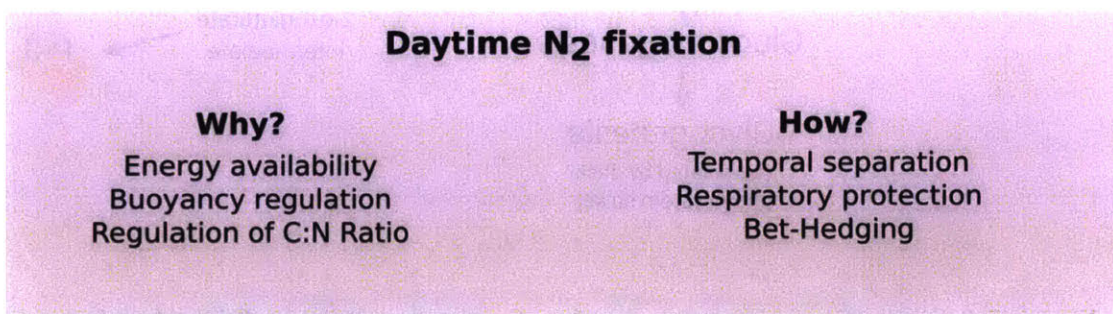 Daytime N2 fixation
Why?
Energy availability
Buoyancy regulation
Regulation of C:N Ratio
How?
Temporal separation
Respiratory protection
Bet-Hedging